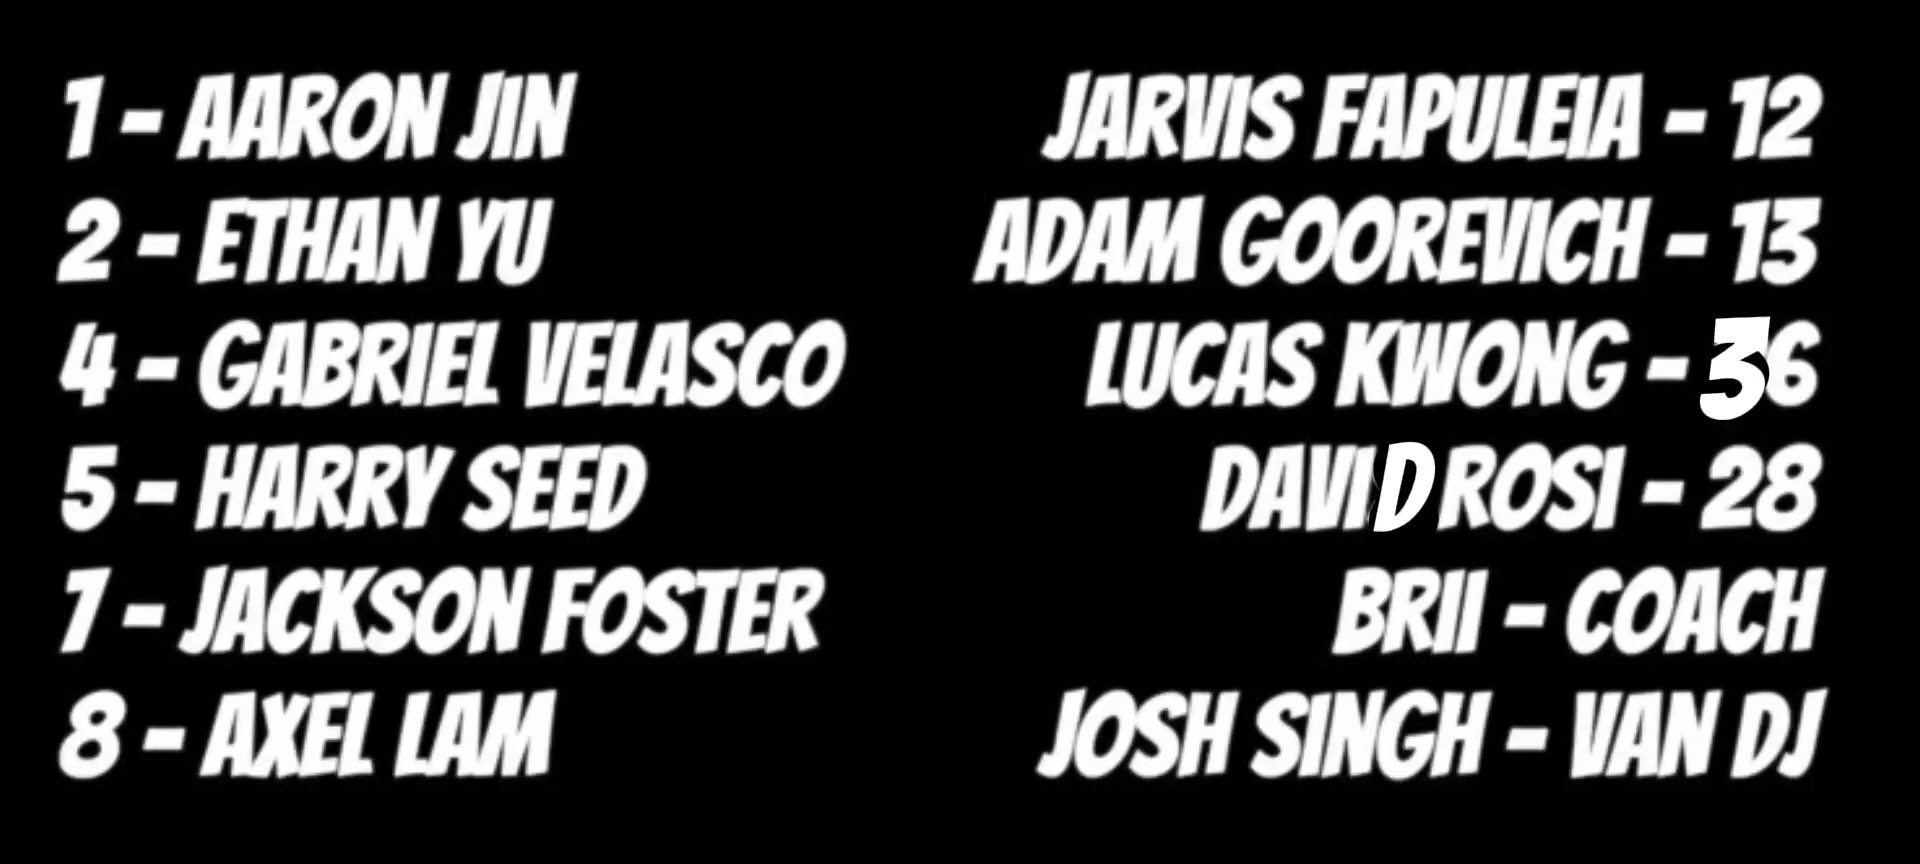 1 - AARON JIN
2 - ETHAN YU
4 - GABRIEL VELASCO
5 - HARRY SEED
7 - JACKSON FOSTER
8 - AXEL LAM
JARVIS FAPULEIA - 12
ADAM GOOREVICH - 13
LUCAS KWONG - 36
DAVID ROSI - 28
BRII - COACH
JOSH SINGH - VAN DJ